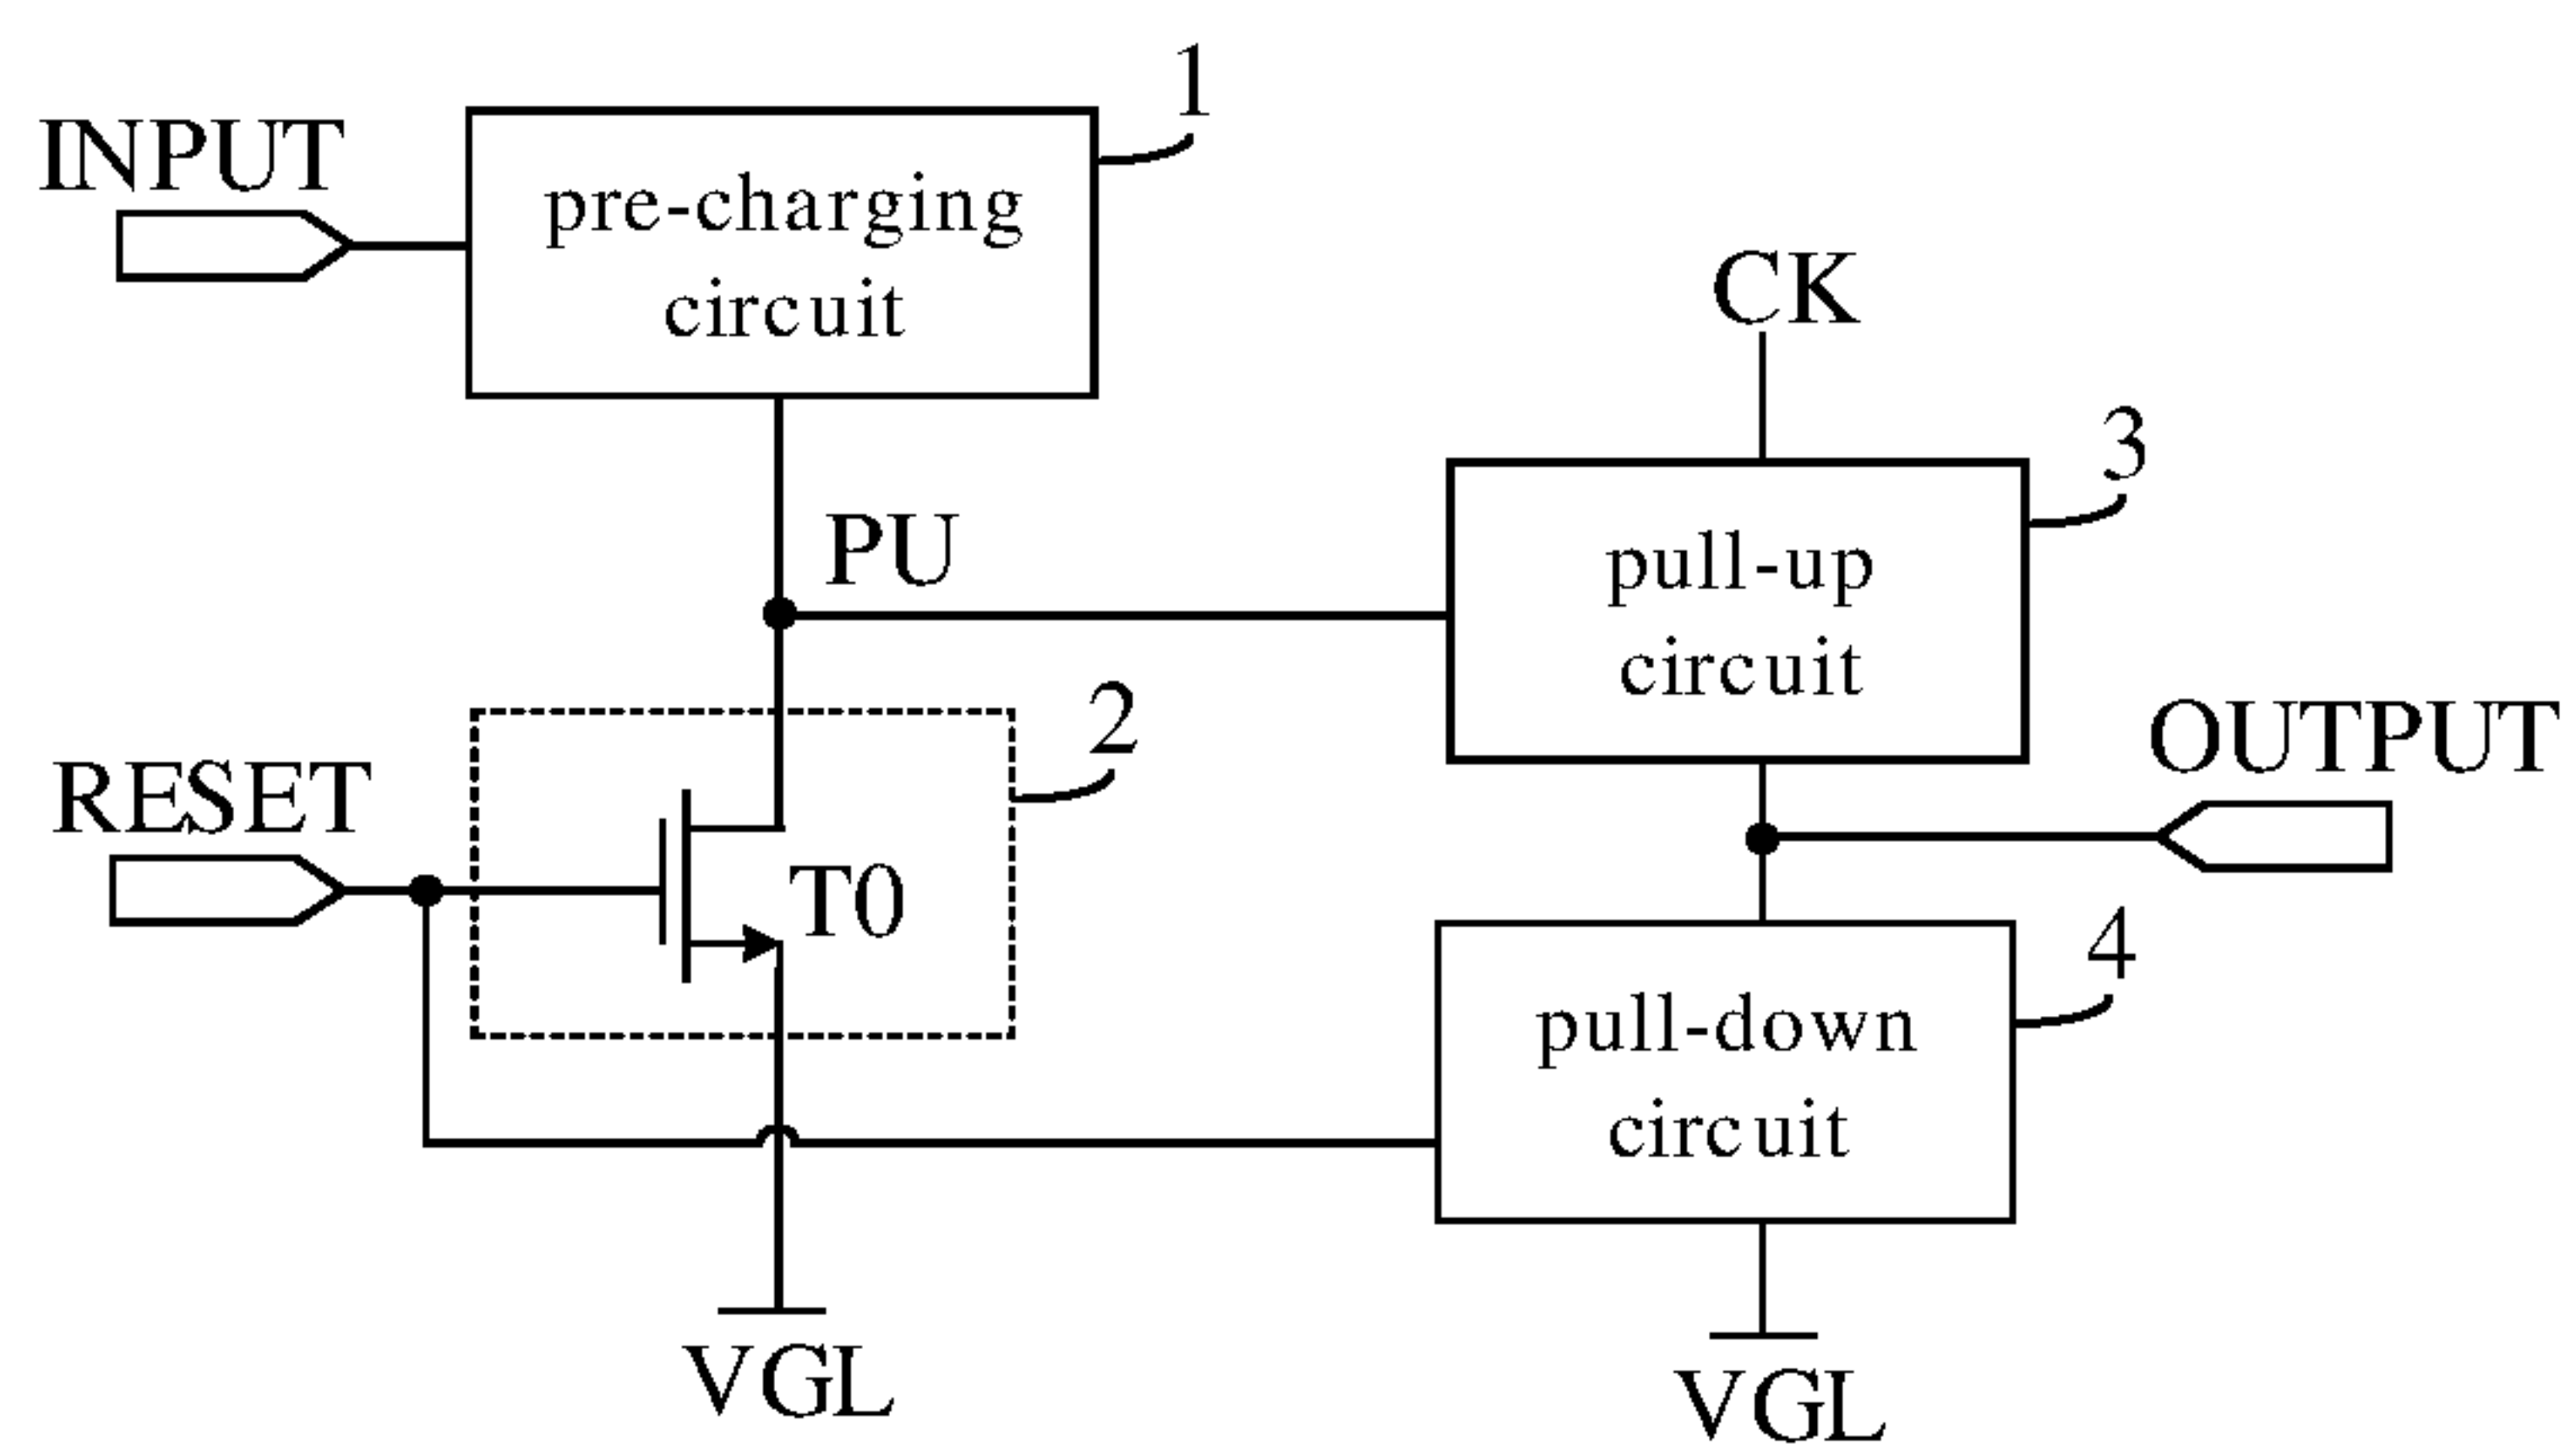 1
INPUT
pre-charging
circuit
CK
3
PU
pull-up
circuit
2
OUTPUT
RESET
T0
4
pull-down
circuit
VGL
VGL